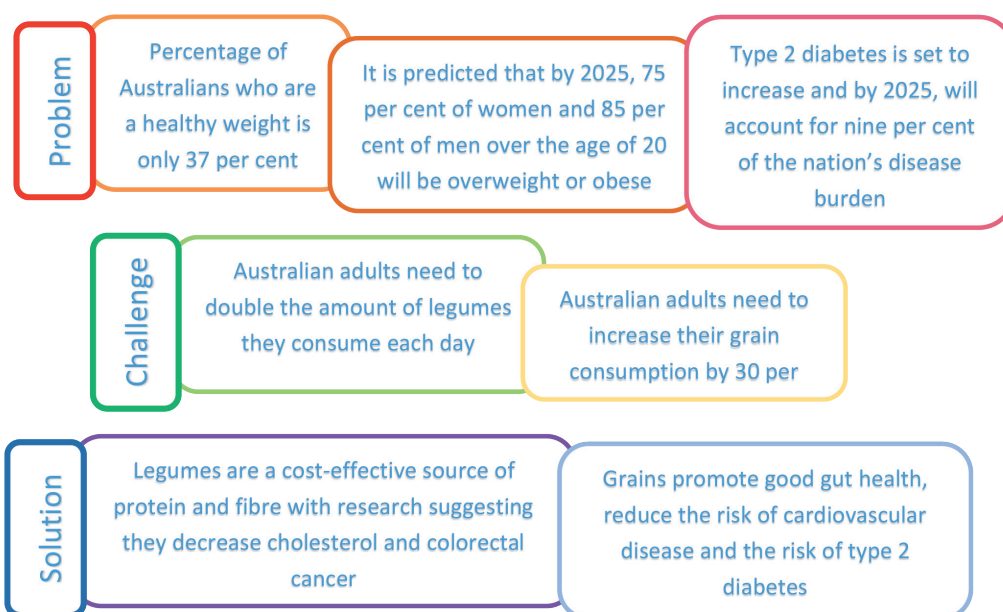 Problem
Percentage of
Australians who are
a healthy weight is
only 37 per cent
It is predicted that by 2025, 75
per cent of women and 85 per
cent of men over the age of 20
will be overweight or obese
Type 2 diabetes is set to
increase and by 2025, will
account for nine per cent
of the nation’s disease
burden
Challenge
Australian adults need to
double the amount of legumes
they consume each day
Australian adults need to
increase their grain
consumption by 30 per
Solution
Legumes are a cost-effective source of
protein and fibre with research suggesting
they decrease cholesterol and colorectal
cancer
Grains promote good gut health,
reduce the risk of cardiovascular
disease and the risk of type 2
diabetes